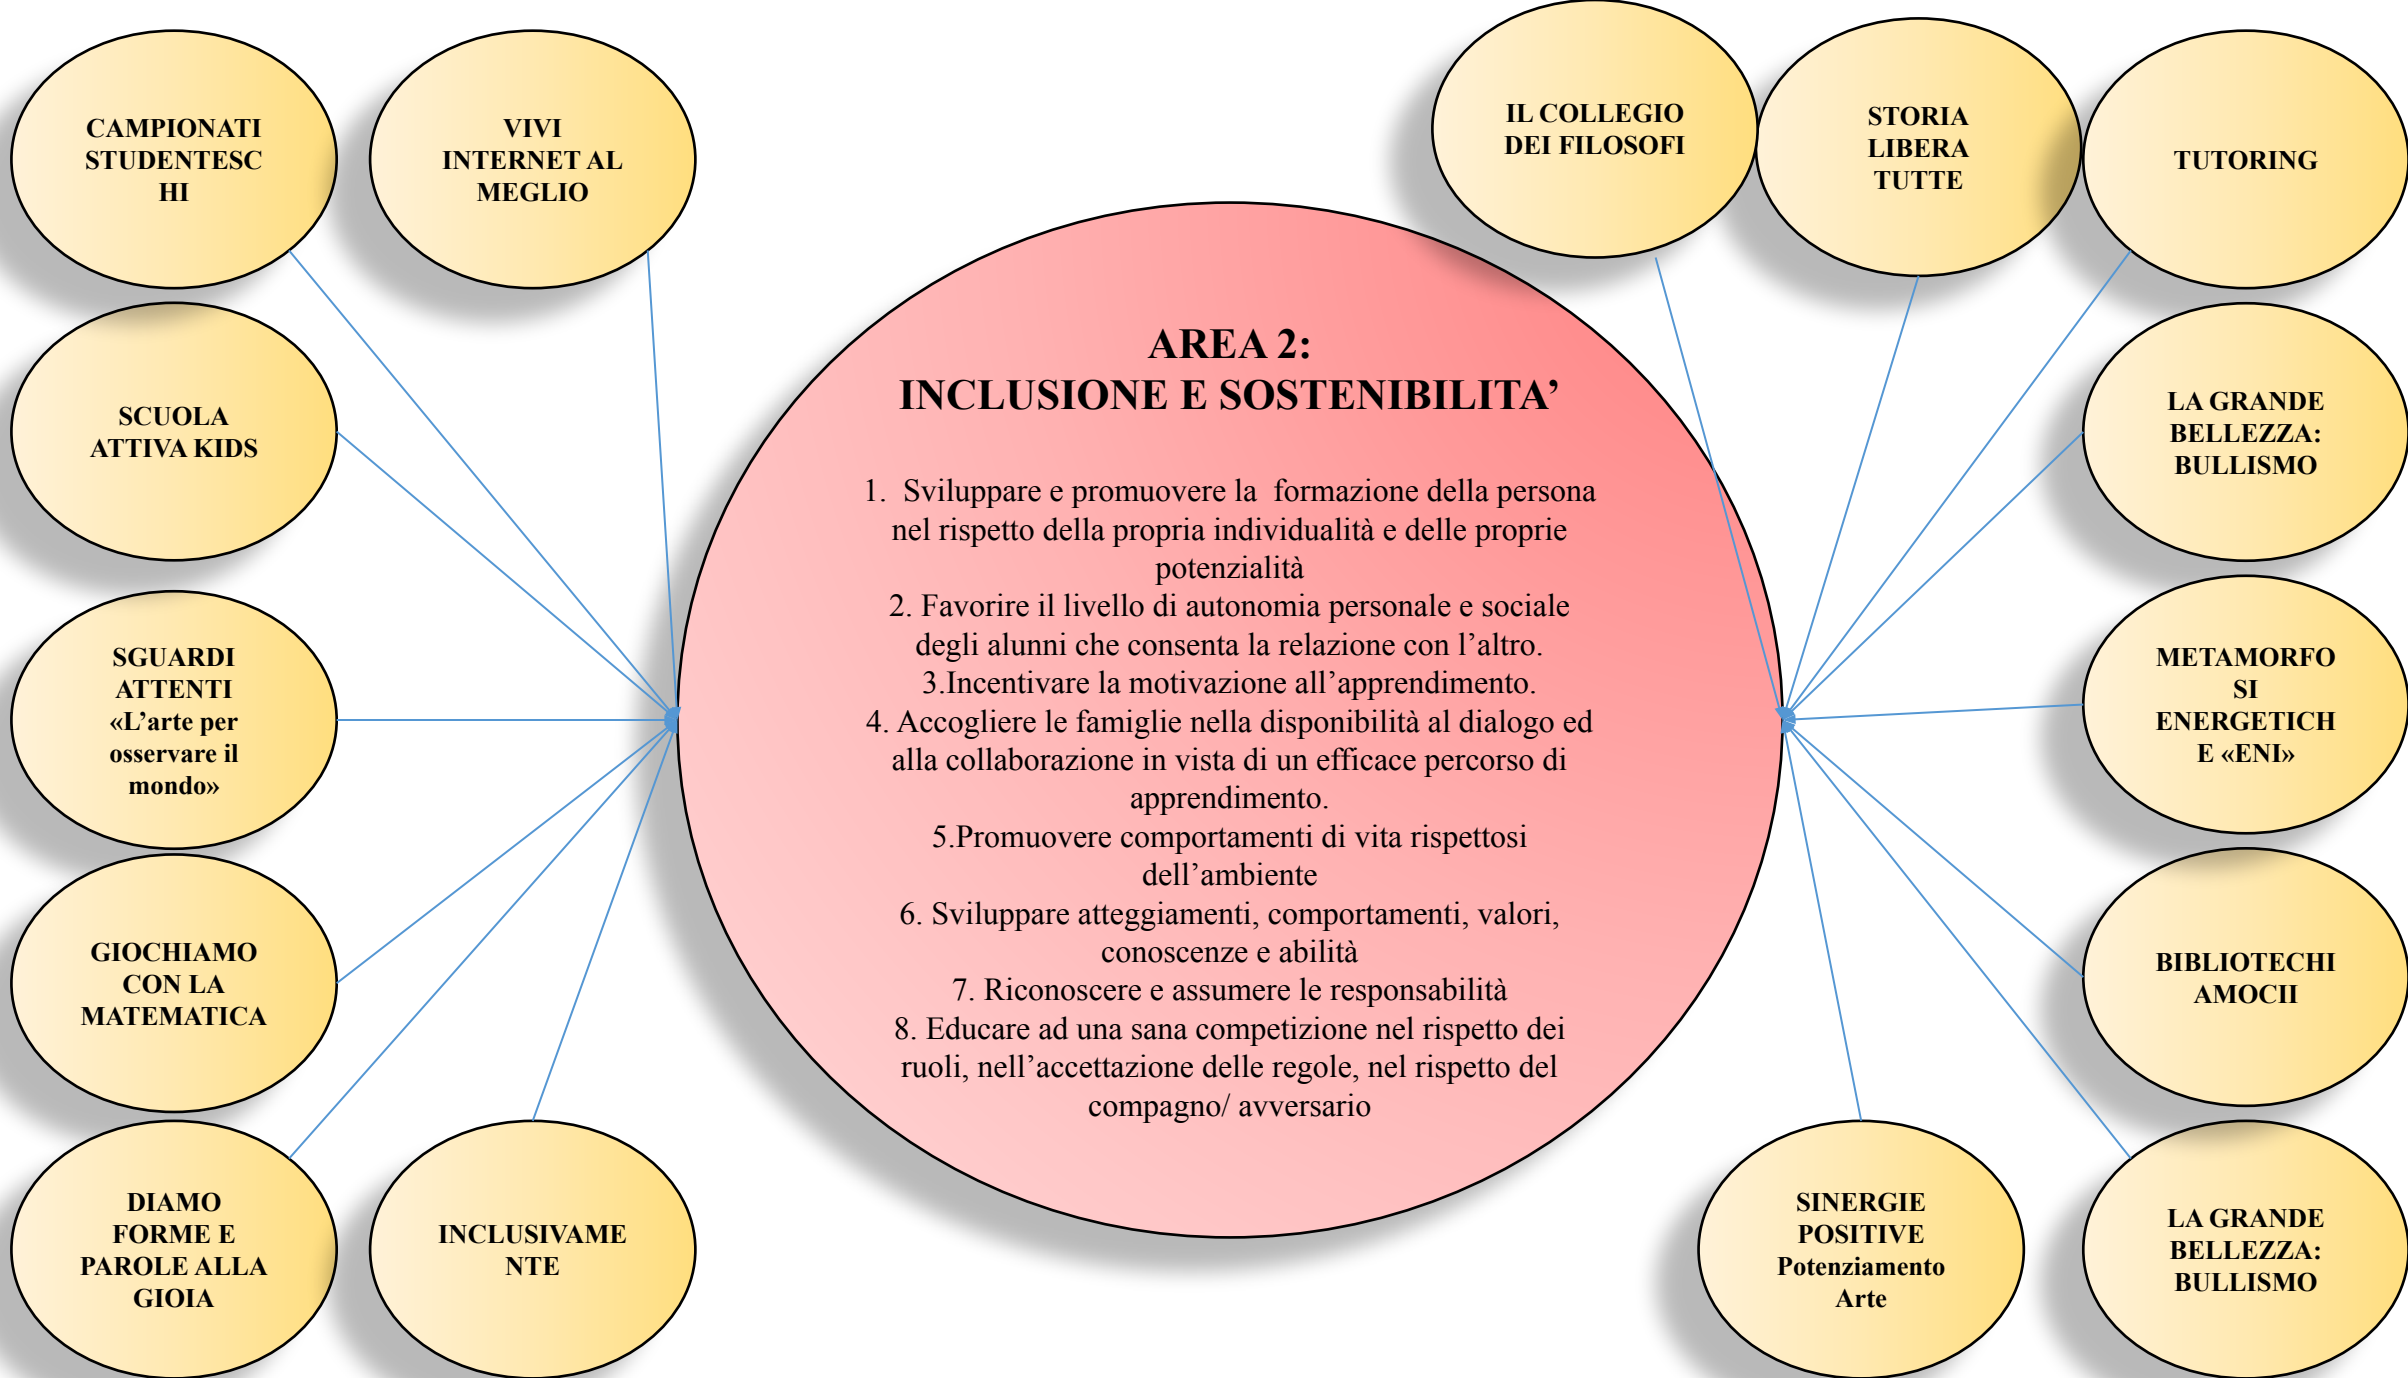 CAMPIONATI
STUDENTESC
HI
VIVI
INTERNET AL
MEGLIO
IL COLLEGIO
DEI FILOSOFI
STORIA
LIBERA
TUTTE
TUTORING
SCUOLA
ATTIVA KIDS
SGUARDI
ATTENTI
«L’arte per
osservare il
mondo»
GIOCHIAMO
CON LA
MATEMATICA
DIAMO
FORME E
PAROLE ALLA
GIOIA
INCLUSIVAME
NTE
AREA 2:
INCLUSIONE E SOSTENIBILITA’
1.  Sviluppare e promuovere la  formazione della persona
nel rispetto della propria individualità e delle proprie
potenzialità
2. Favorire il livello di autonomia personale e sociale
degli alunni che consenta la relazione con l’altro.
3.Incentivare la motivazione all’apprendimento.
4. Accogliere le famiglie nella disponibilità al dialogo ed
alla collaborazione in vista di un efficace percorso di
apprendimento.
5.Promuovere comportamenti di vita rispettosi
dell’ambiente
6. Sviluppare atteggiamenti, comportamenti, valori,
conoscenze e abilità
7. Riconoscere e assumere le responsabilità
8. Educare ad una sana competizione nel rispetto dei
ruoli, nell’accettazione delle regole, nel rispetto del
compagno/ avversario
LA GRANDE
BELLEZZA:
BULLISMO
METAMORFO
SI
ENERGETICH
E «ENI»
BIBLIOTECHI
AMOCII
SINERGIE
POSITIVE
Potenziamento
Arte
LA GRANDE
BELLEZZA:
BULLISMO